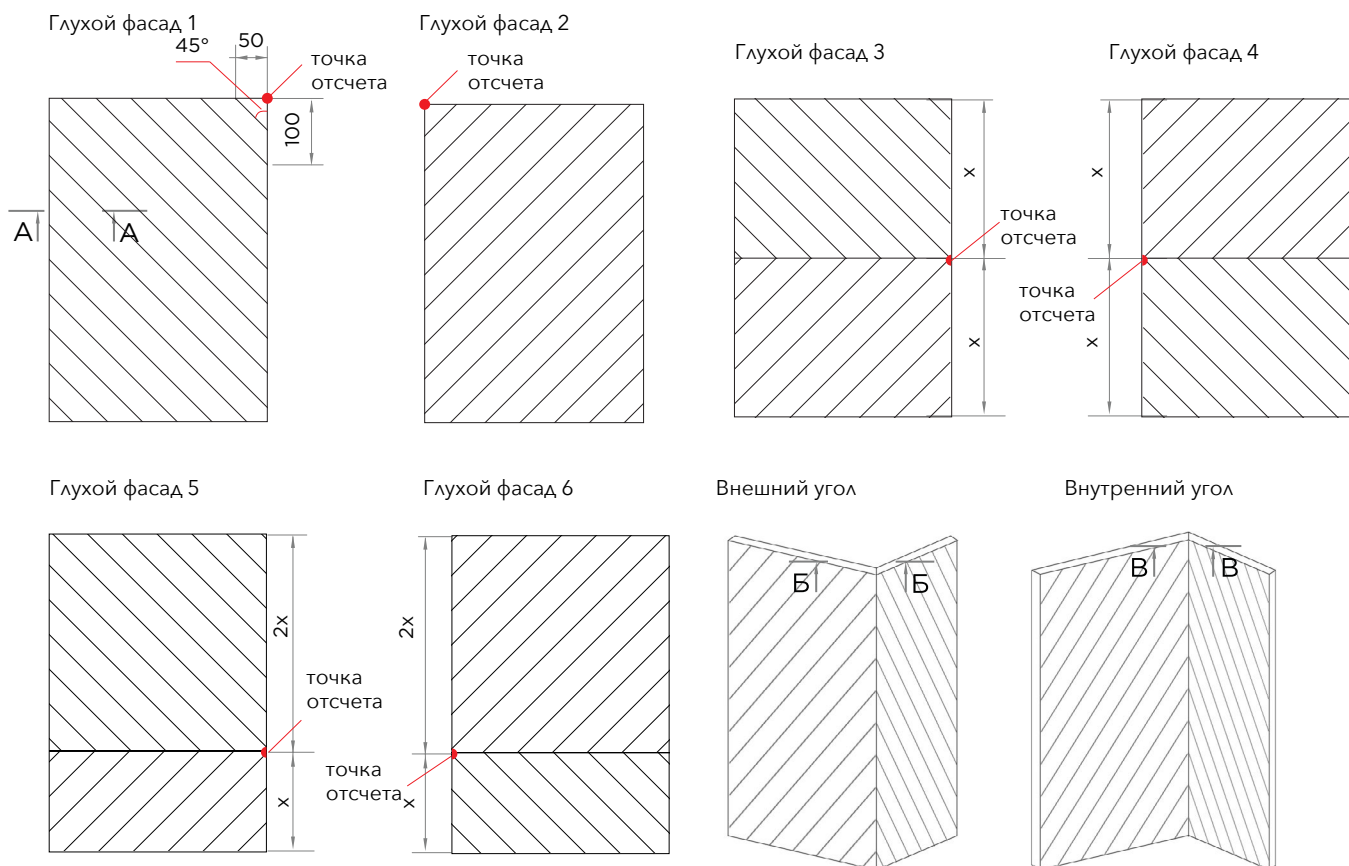 Глухой фасад 1
45°
50
точка
отсчета
100
А
А
Глухой фасад 2
точка
отсчета
Глухой фасад 3
х
точка
отсчета
х
Глухой фасад 4
х
точка
отсчета
х
Глухой фасад 5
2х
точка
отсчета
х
Глухой фасад 6
2х
точка
отсчета
х
Внешний угол
Б
Б
Внутренний угол
В
В